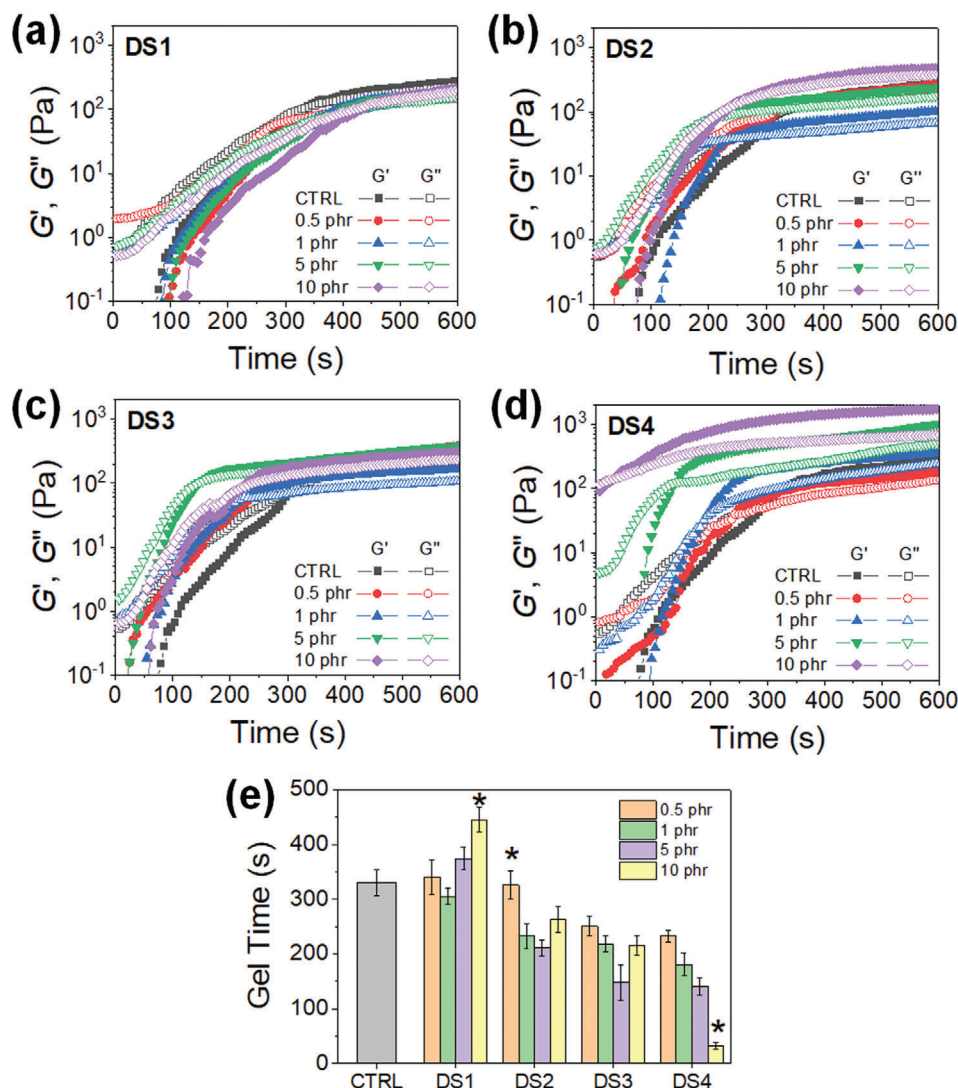 (a)
DS1
10³
10²
10¹
10⁰
10⁻¹
G', G" (Pa)
G' G"
CTRL
0.5 phr
1 phr
5 phr
10 phr
0 100 200 300 400 500 600
Time (s)
(b)
DS2
10³
10²
10¹
10⁰
10⁻¹
G', G" (Pa)
G' G"
CTRL
0.5 phr
1 phr
5 phr
10 phr
0 100 200 300 400 500 600
Time (s)
(c)
DS3
10³
10²
10¹
10⁰
10⁻¹
G', G" (Pa)
G' G"
CTRL
0.5 phr
1 phr
5 phr
10 phr
0 100 200 300 400 500 600
Time (s)
(d)
DS4
10³
10²
10¹
10⁰
10⁻¹
G', G" (Pa)
G' G"
CTRL
0.5 phr
1 phr
5 phr
10 phr
0 100 200 300 400 500 600
Time (s)
(e)
500
400
300
200
100
0
Gel Time (s)
*
*
*
0.5 phr
1 phr
5 phr
10 phr
CTRL DS1 DS2 DS3 DS4